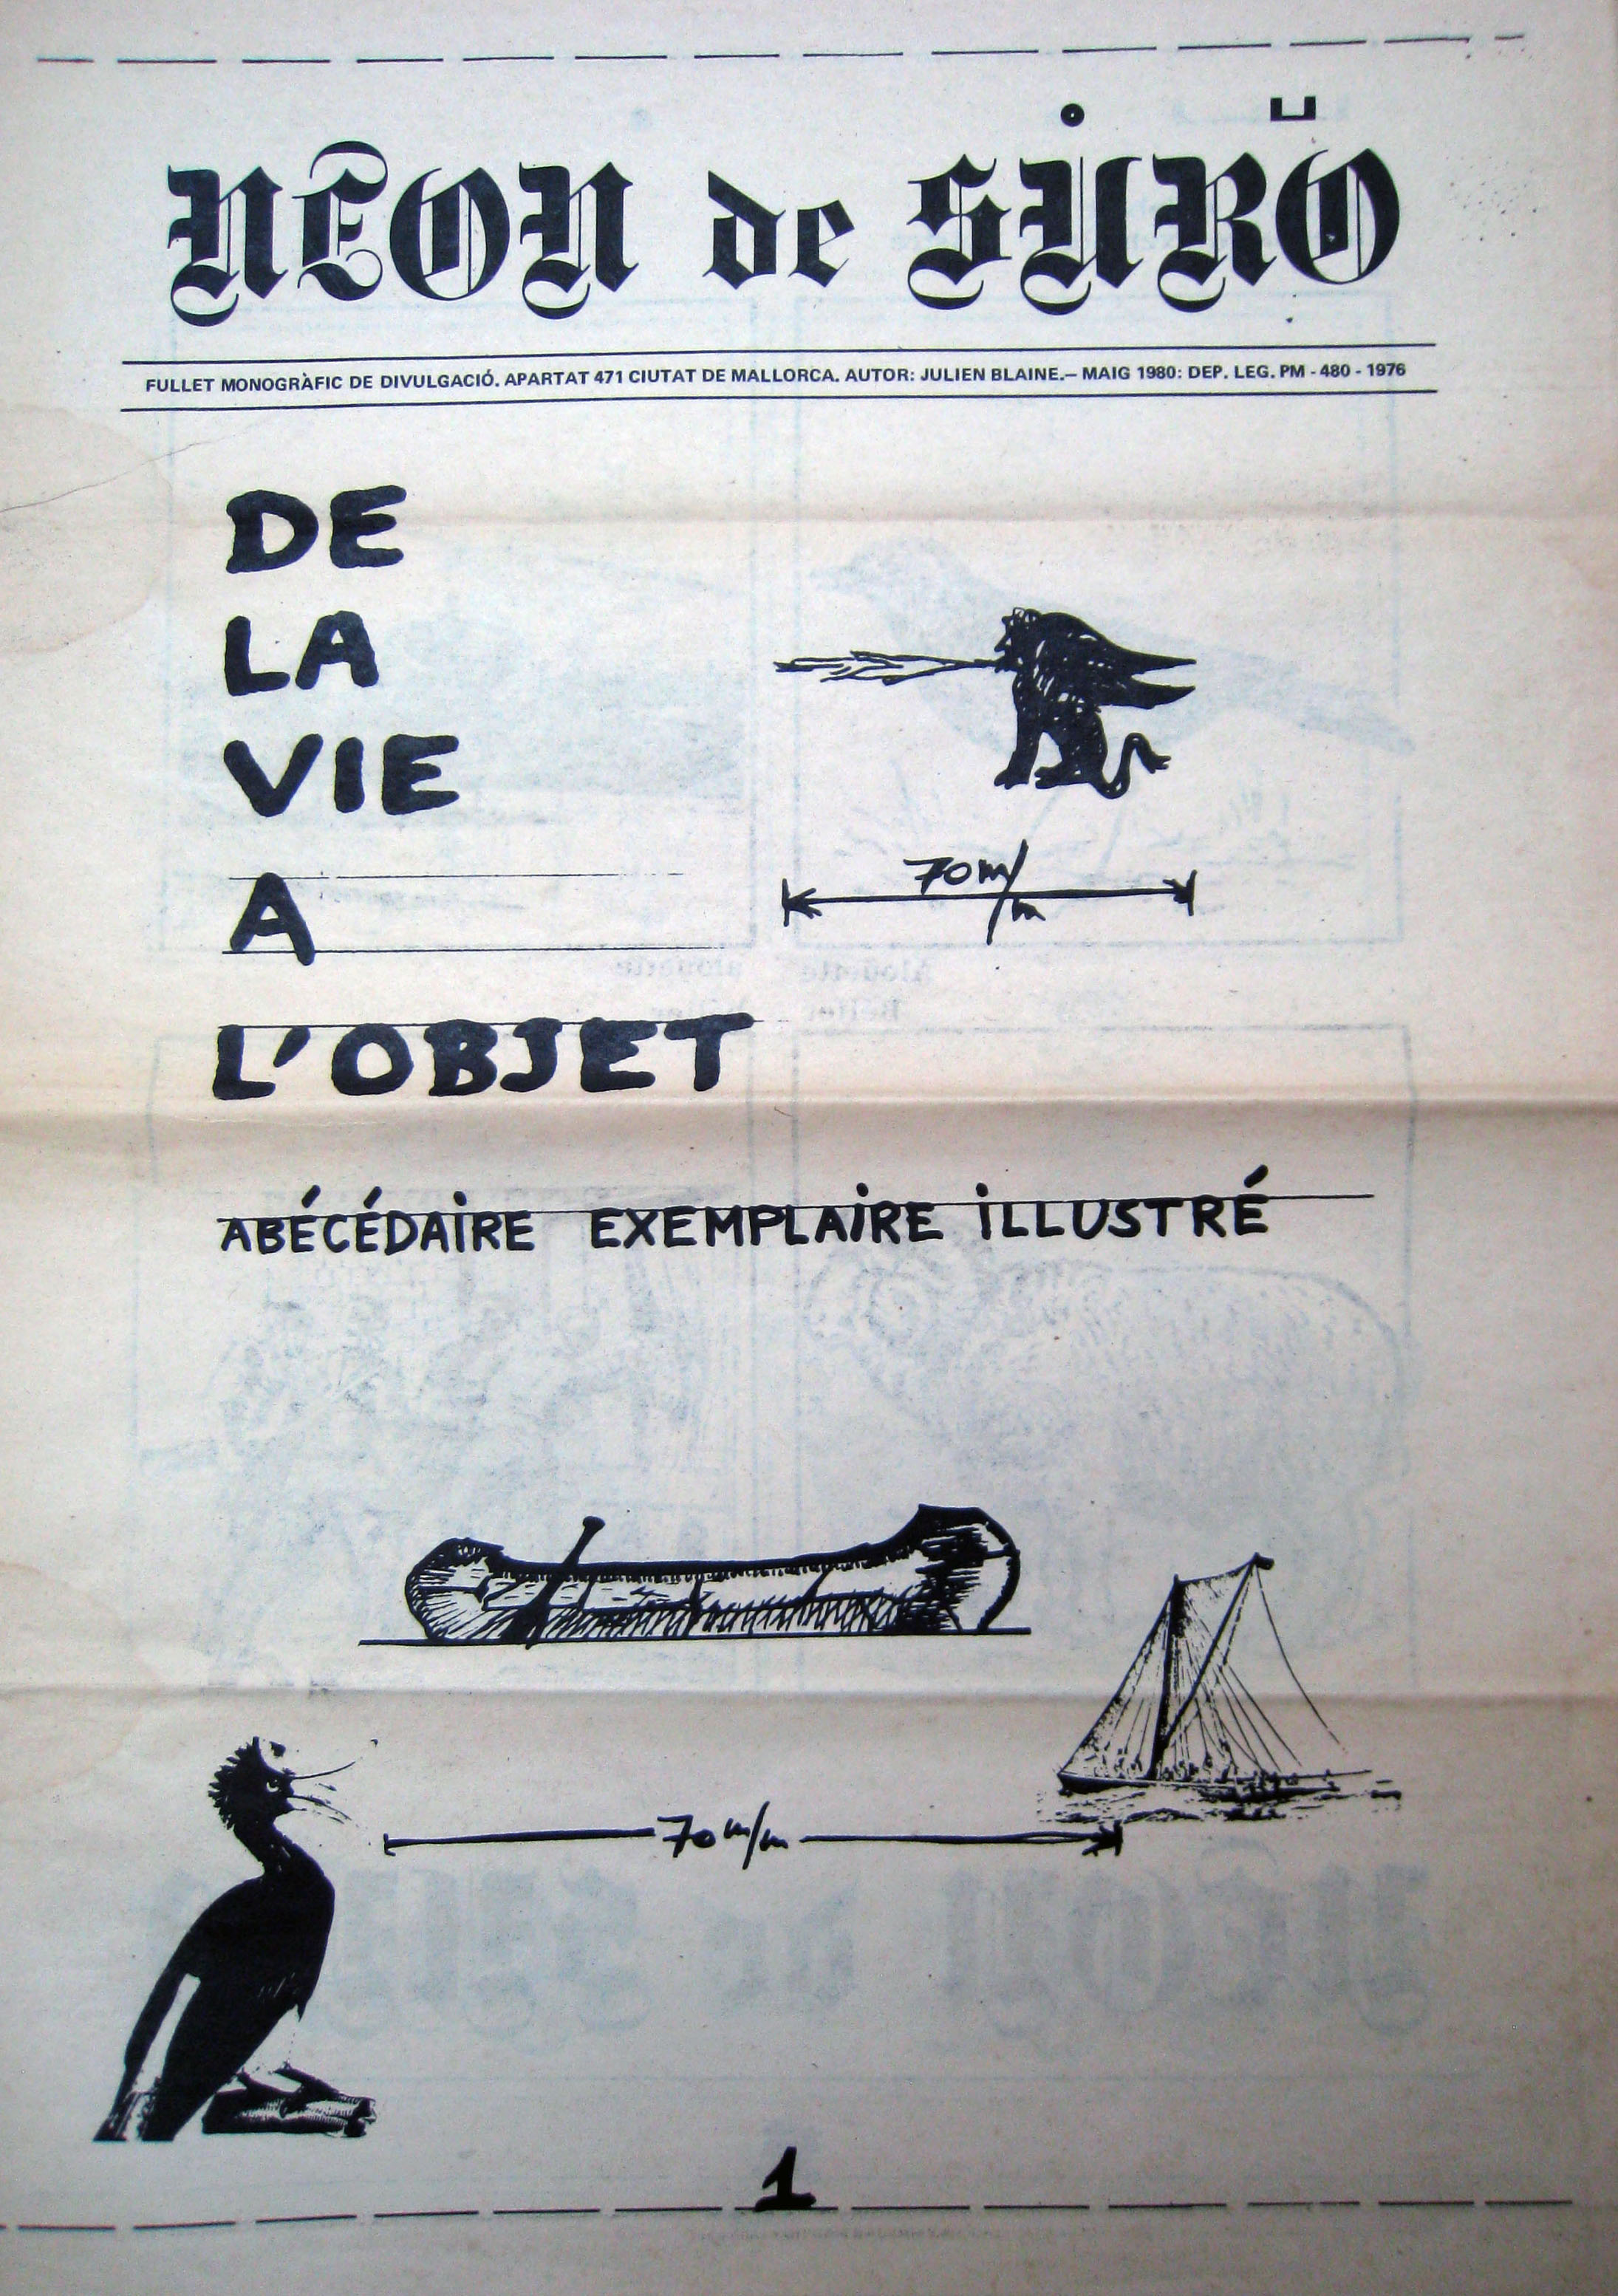 NEON de SURO
FULLET MONOGRÀFIC DE DIVULGACIÓ. APARTAT 471 CIUTAT DE MALLORCA. AUTOR: JULIEN BLAINE.— MAIG 1980: DEP. LEG. PM - 480 - 1976
DE
LA
VIE
A
L'OBJET
70 m/m
ABÉCÉDAIRE EXEMPLAIRE ILLUSTRÉ
70 m/m
1